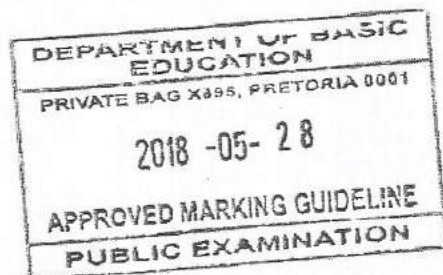 DEPARTMENT OF BASIC
EDUCATION
PRIVATE BAG X895, PRETORIA 0001
2018 -05- 28
APPROVED MARKING GUIDELINE
PUBLIC EXAMINATION